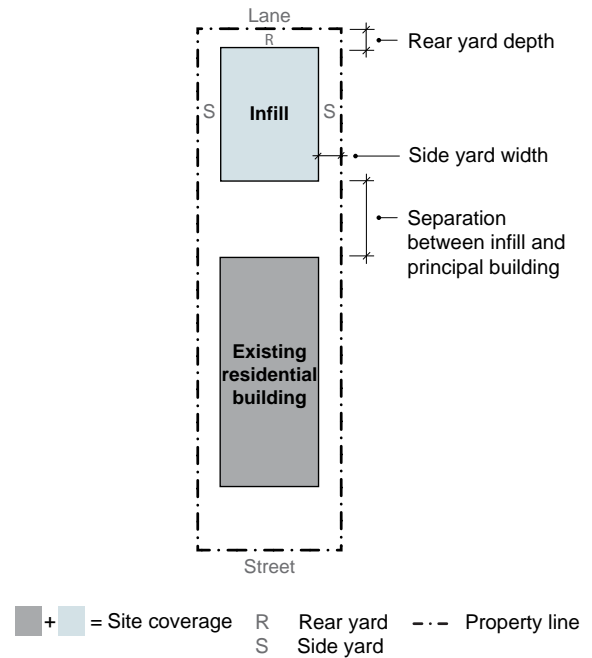 Lane
R
Rear yard depth
S
Infill
S
Side yard width
Separation
between infill and
principal building
Existing
residential
building
Street
+ = Site coverage
R Rear yard
S Side yard
Property line